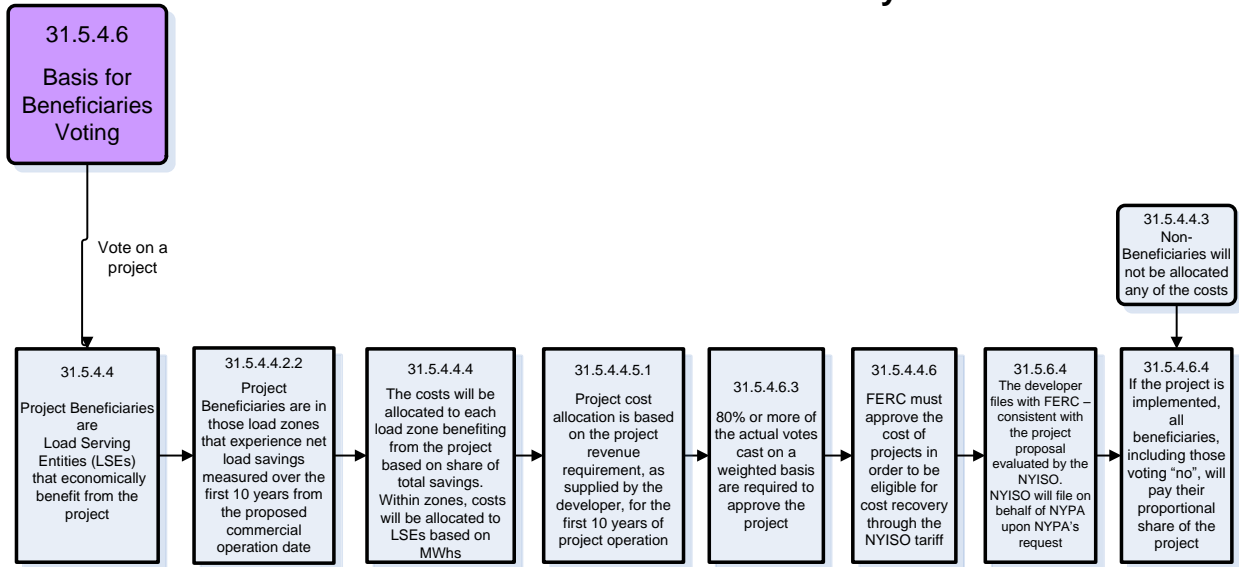 y
31.5.4.6
Basis for
Beneficiaries
Voting
Vote on a
project
31.5.4.4.3
Non-
Beneficiaries will
not be allocated
any of the costs
31.5.4.4
Project Beneficiaries
are
Load Serving
Entities (LSEs)
that economically
benefit from the
project
31.5.4.4.2.2
Project
Beneficiaries are in
those load zones
that experience net
load savings
measured over the
first 10 years from
the proposed
commercial
operation date
31.5.4.4.4
The costs will be
allocated to each
load zone benefiting
from the project
based on share of
total savings.
Within zones, costs
will be allocated to
LSEs based on
MWhs
31.5.4.4.5.1
Project cost
allocation is based
on the project
revenue
requirement, as
supplied by the
developer, for the
first 10 years of
project operation
31.5.4.6.3
80% or more of
the actual votes
cast on a
weighted basis
are required to
approve the
project
31.5.4.4.6
FERC must
approve the
cost of
projects in
order to be
eligible for
cost recovery
through the
NYISO tariff
31.5.6.4
The developer
files with FERC –
consistent with
the project
proposal
evaluated by the
NYISO.
NYISO will file on
behalf of NYPA
upon NYPA's
request
31.5.4.6.4
If the project is
implemented,
all
beneficiaries,
including those
voting “no”, will
pay their
proportional
share of the
project